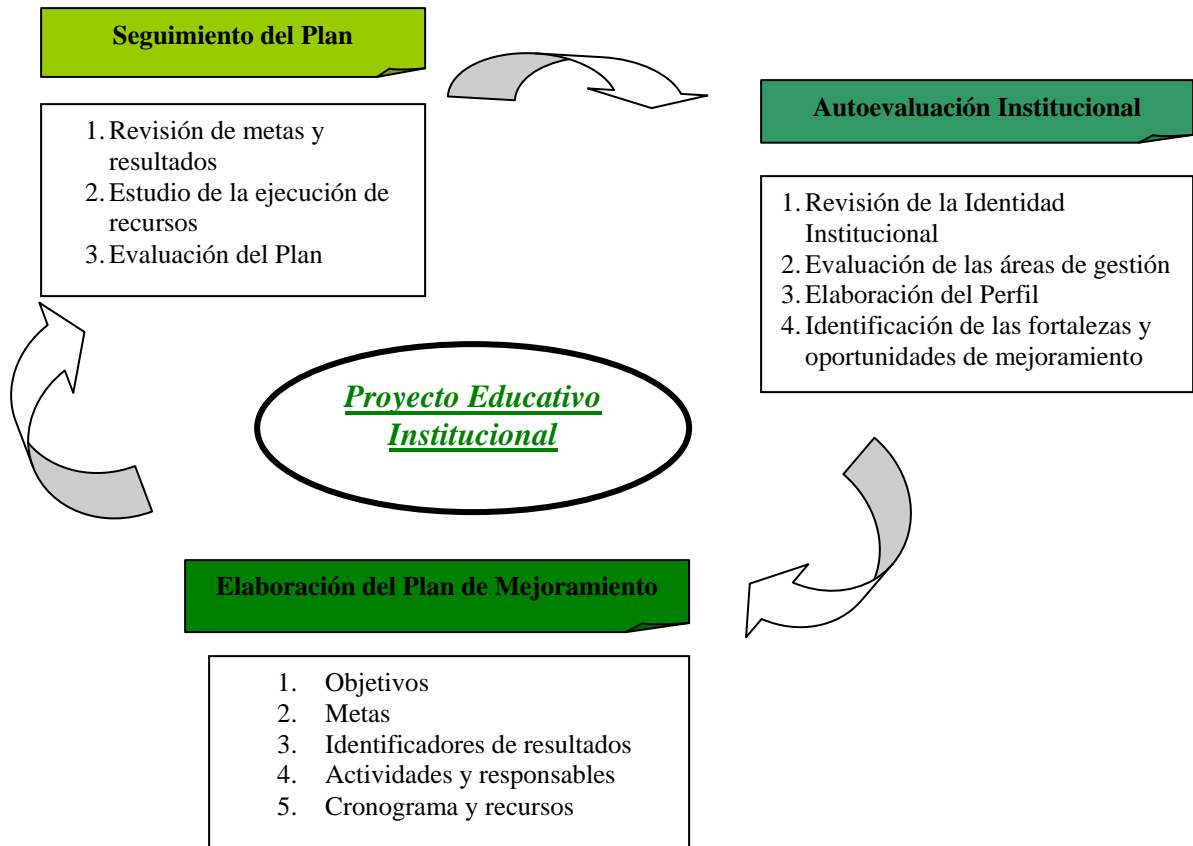 Seguimiento del Plan
1. Revisión de metas y
resultados
2. Estudio de la ejecución de
recursos
3. Evaluación del Plan
Autoevaluación Institucional
1. Revisión de la Identidad
Institucional
2. Evaluación de las áreas de gestión
3. Elaboración del Perfil
4. Identificación de las fortalezas y
oportunidades de mejoramiento
Proyecto Educativo
Institucional
Elaboración del Plan de Mejoramiento
1. Objetivos
2. Metas
3. Identificadores de resultados
4. Actividades y responsables
5. Cronograma y recursos